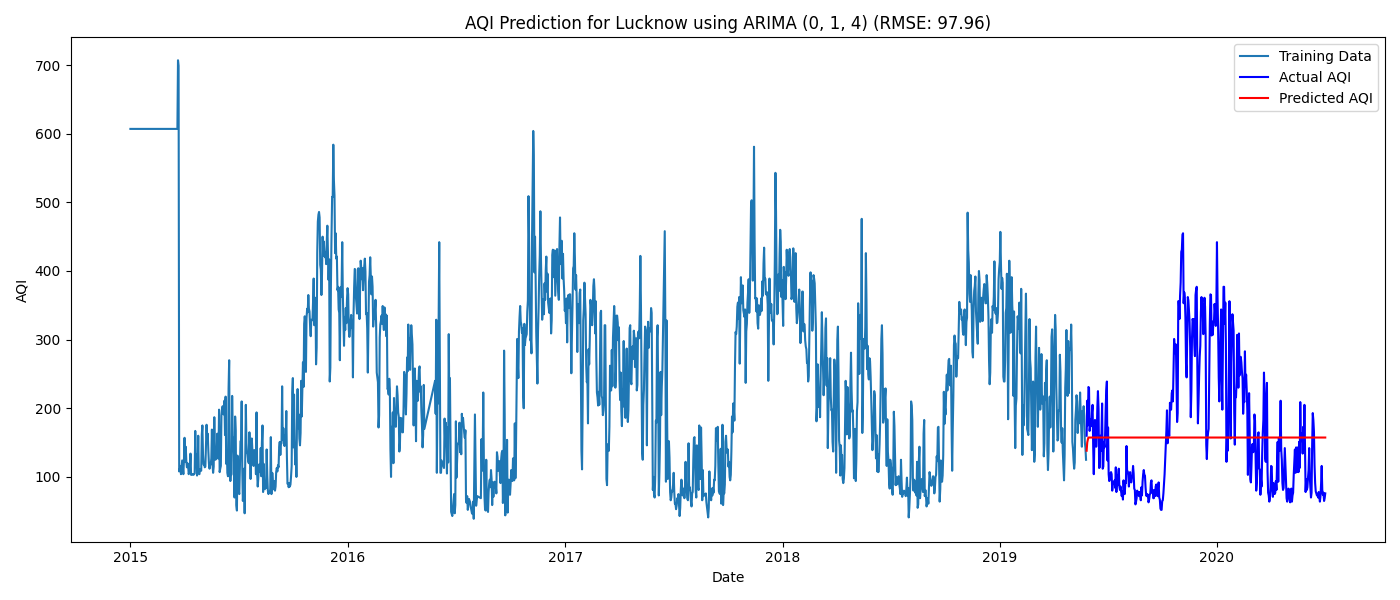 AQI Prediction for Lucknow using ARIMA (0, 1, 4) (RMSE: 97.96)
Training Data
Actual AQI
Predicted AQI
700
600
500
400
300
200
100
AQI
2015 2016 2017 2018 2019 2020
Date